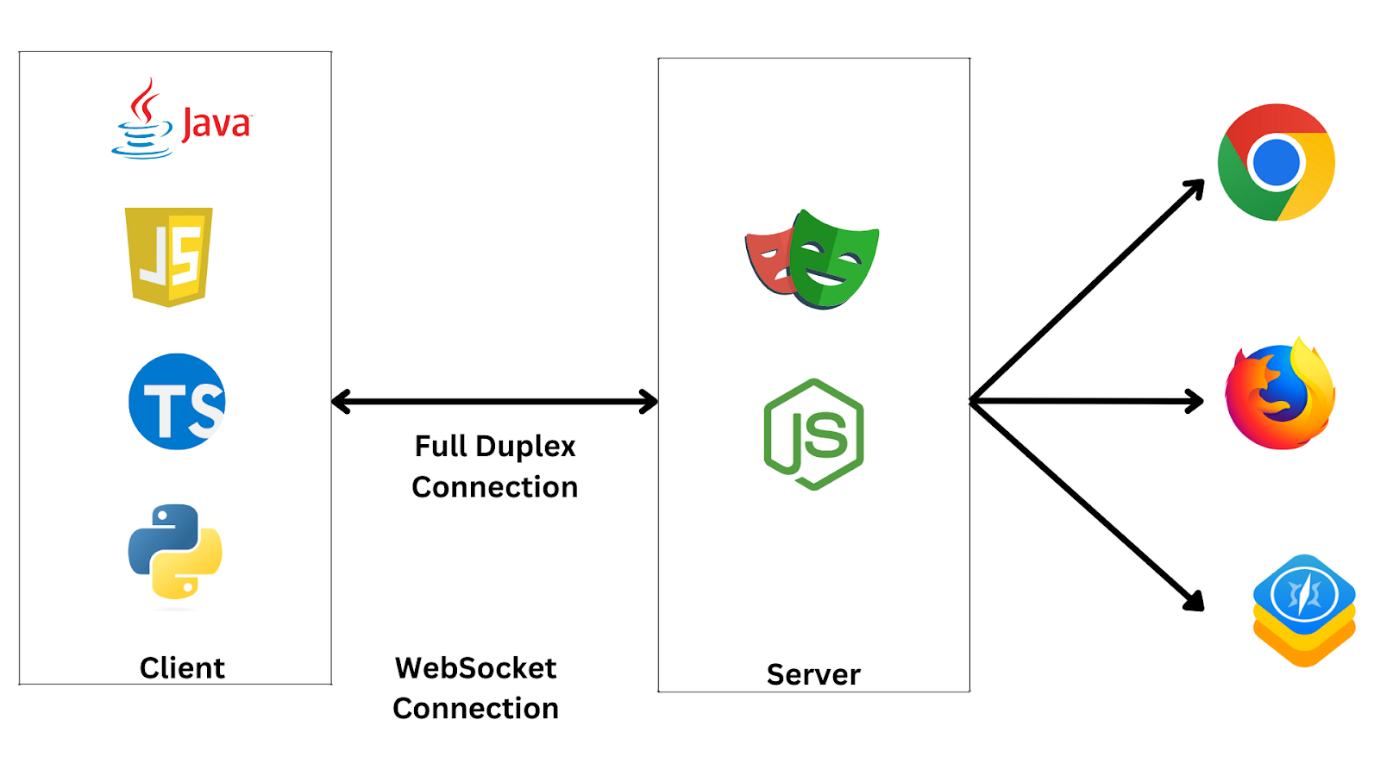 Java
JS
TS
Full Duplex
Connection
JS
Client
WebSocket
Connection
Server